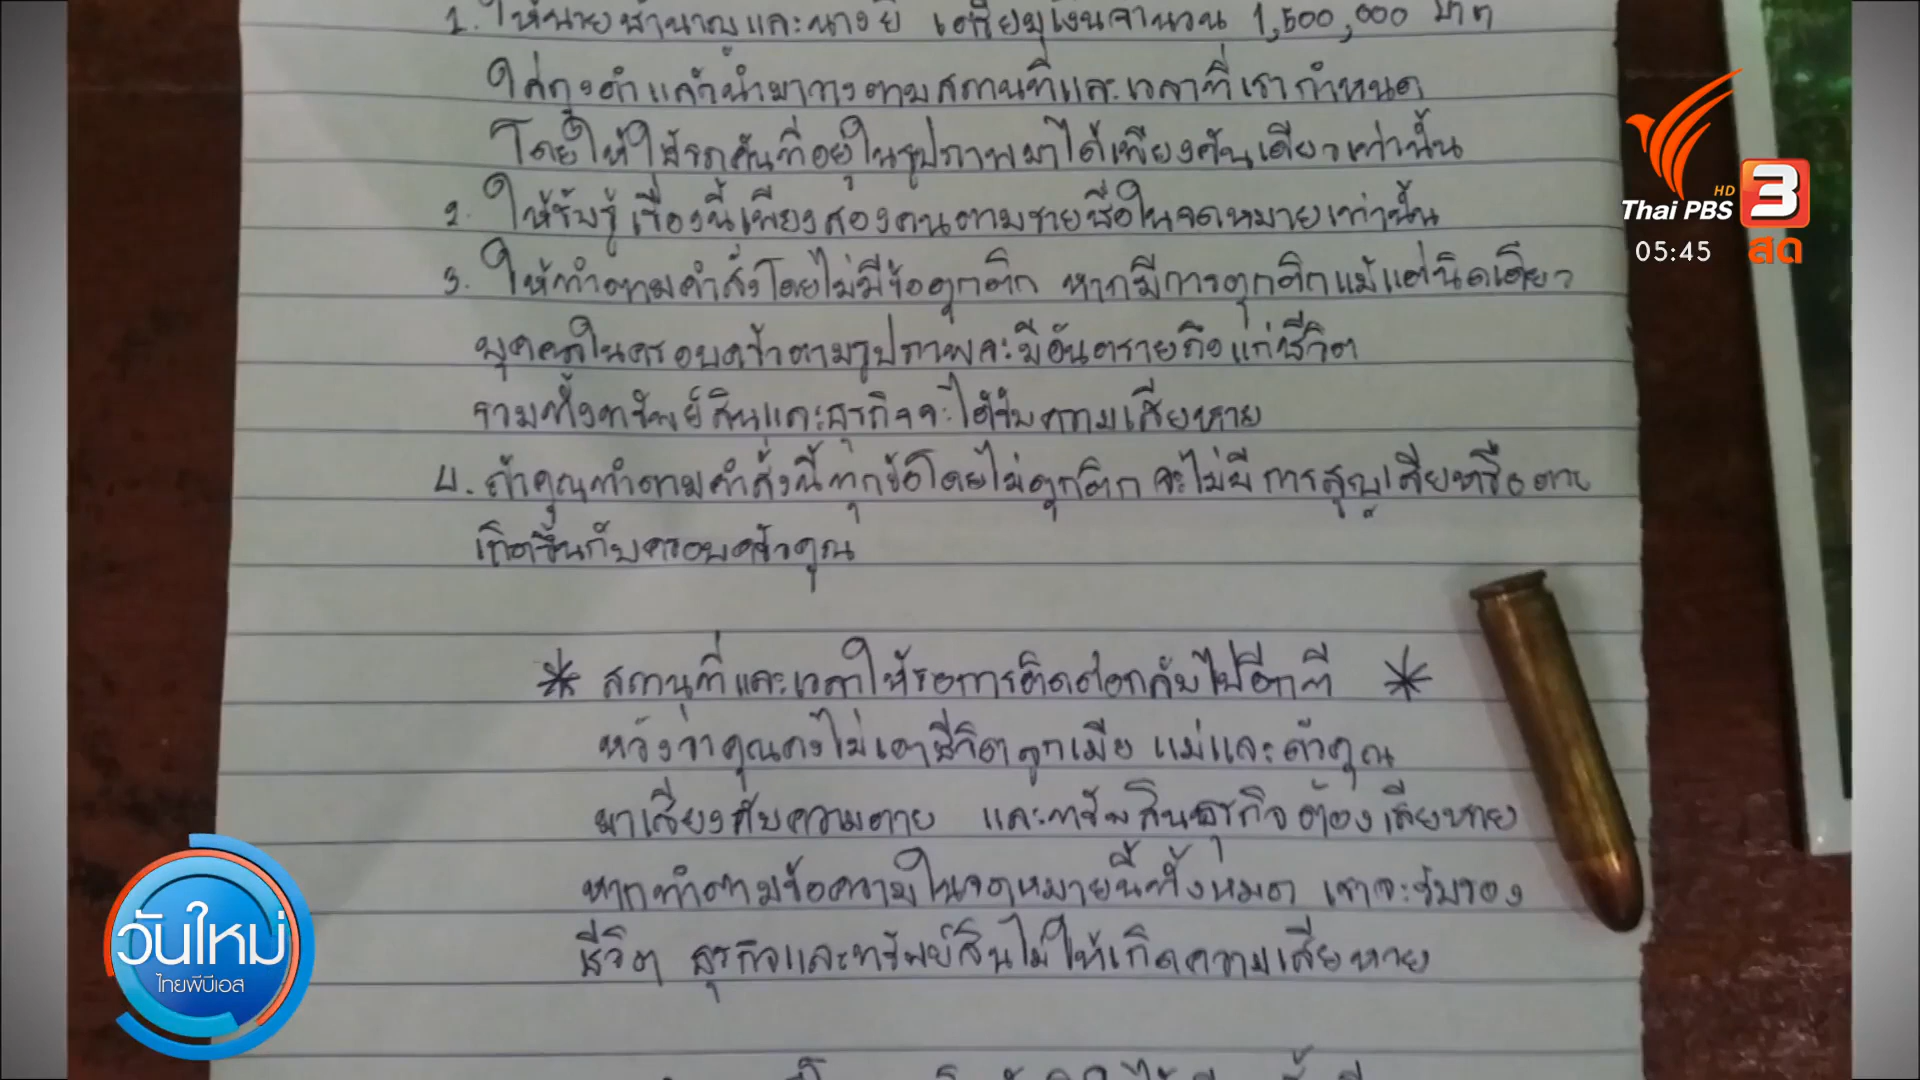 1. ให้นายชำนาญและนางยี เตรียมเงินจำนวน 1,500,000 บาท
ใส่ถุงดำแล้วนำมาวางตามสถานที่และเวลาที่เรากำหนด
โดยให้ใช้รถคันที่อยู่ในรูปภาพมาได้เพียงคันเดียวเท่านั้น
2. ให้รับรู้เรื่องนี้เพียงสองคนตามรายชื่อในจดหมายเท่านั้น
3. ให้ทำตามคำสั่งโดยไม่มีข้อตุกติก หากมีการตุกติกแม้แต่นิดเดียว
บุคคลในครอบครัวตามรูปภาพจะมีอันตรายถึงแก่ชีวิต
รวมทั้งทรัพย์สินและธุรกิจจะได้รับความเสียหาย
4. ถ้าคุณทำตามคำสั่งนี้ทุกข้อโดยไม่ตุกติก จะไม่มีการสูญเสียหรือตาย
เกิดขึ้นกับครอบครัวคุณ
* สถานที่และเวลาให้รอการติดต่อกลับไปอีกที *
หวังว่าคุณคงไม่เอาชีวิตลูกเมีย แม่และตัวคุณ
มาเสี่ยงกับความตาย และทรัพย์สินธุรกิจต้องเสียหาย
หากทำตามข้อความในจดหมายนี้ทั้งหมด เราจะรับรอง
ชีวิต ธุรกิจและทรัพย์สินไม่ให้เกิดความเสียหาย
Thai PBS HD 3
05:45 สด
วันใหม่
ไทยพีบีเอส